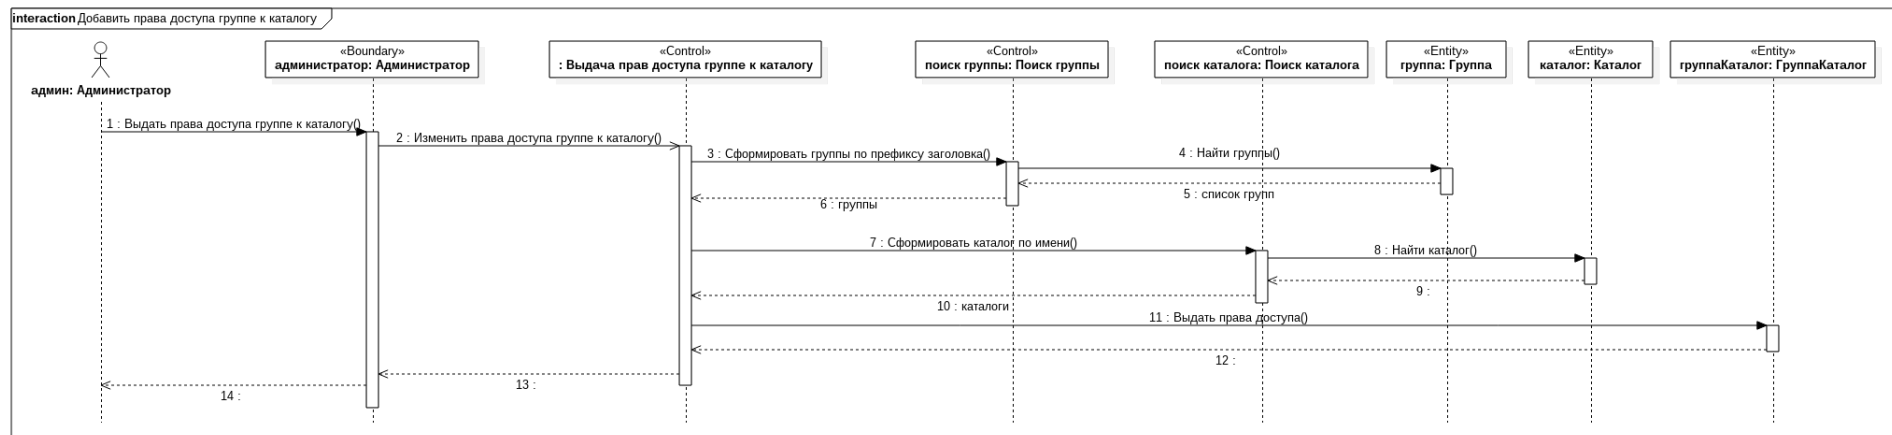 interaction Добавить права доступа группе к каталогу
«Boundary»
администратор: Администратор
«Control»
: Выдача прав доступа группе к каталогу
«Control»
поиск группы: Поиск группы
«Control»
поиск каталога: Поиск каталога
«Entity»
группа: Группа
«Entity»
каталог: Каталог
«Entity»
группаКаталог: ГруппаКаталог
админ: Администратор
1 : Выдать права доступа группе к каталогу()
2 : Изменить права доступа группе к каталогу()
3 : Сформировать группы по префиксу заголовка()
4 : Найти группы()
5 : список групп
6 : группы
7 : Сформировать каталог по имени()
8 : Найти каталог()
9 :
10 : каталоги
11 : Выдать права доступа()
12 :
13 :
14 :